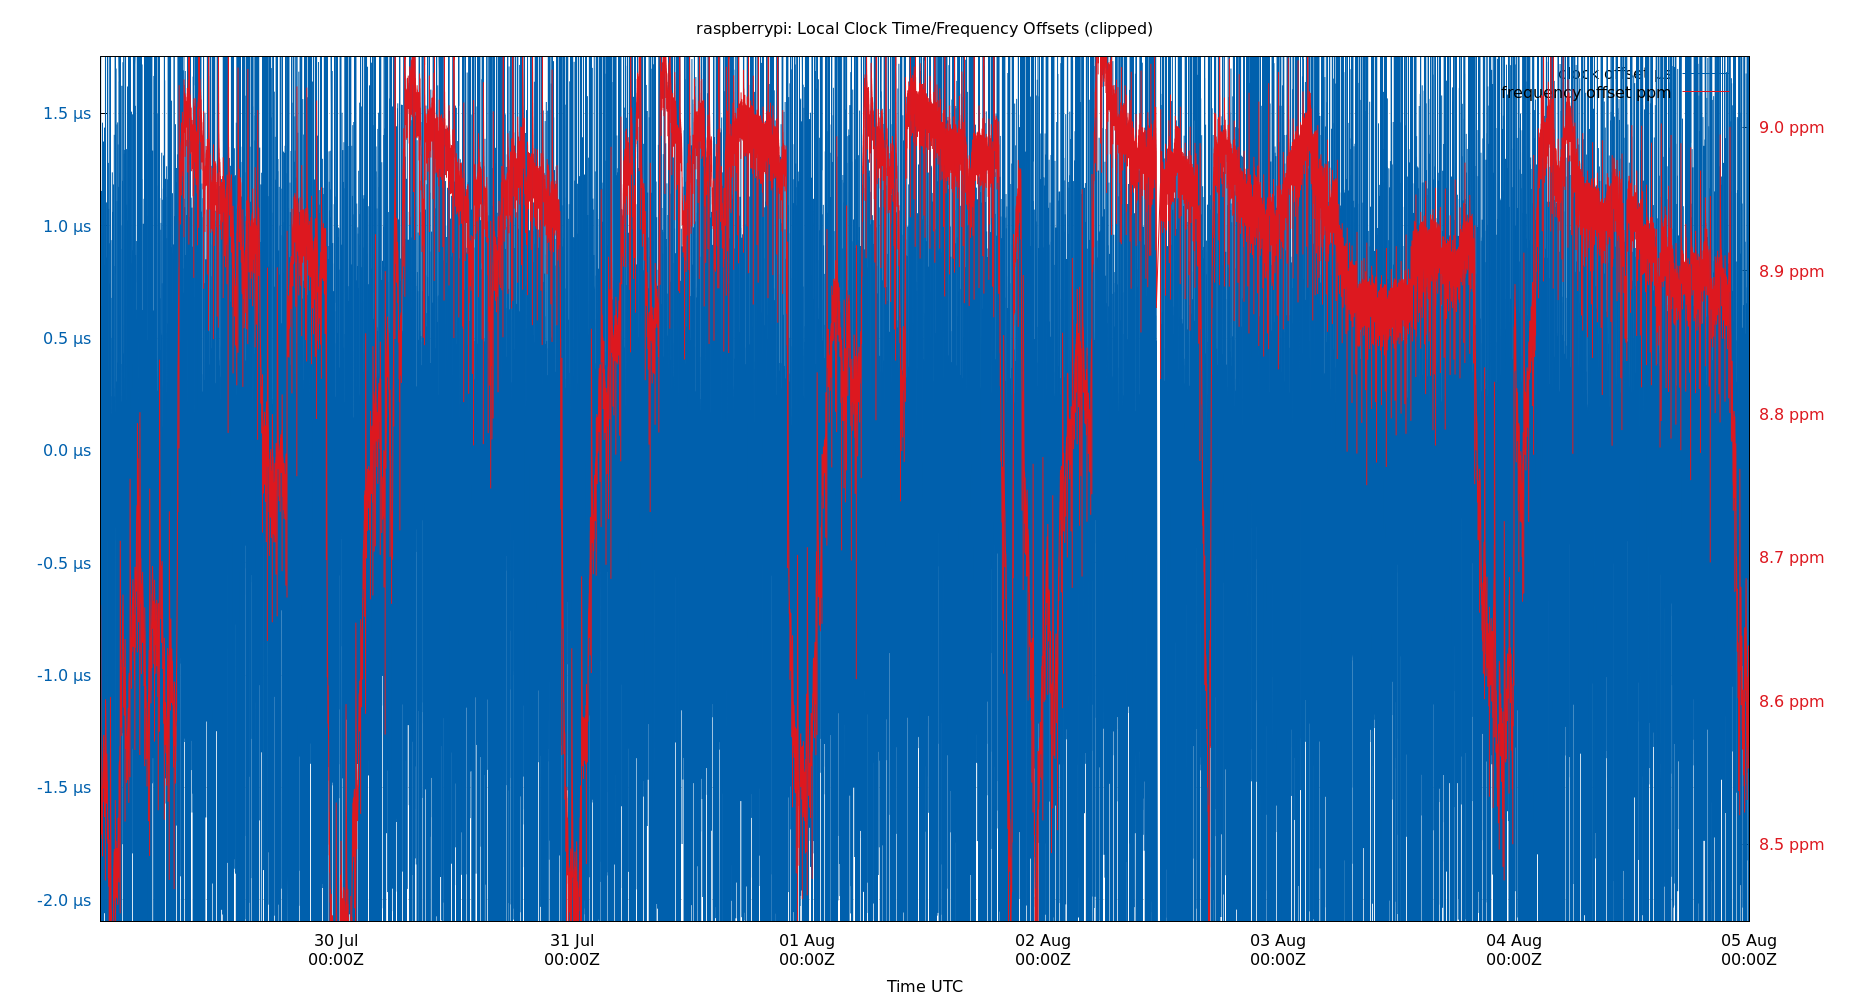 raspberrypi: Local Clock Time/Frequency Offsets (clipped)
clock offset µs
frequency offset ppm
1.5 µs
1.0 µs
0.5 µs
0.0 µs
-0.5 µs
-1.0 µs
-1.5 µs
-2.0 µs
9.0 ppm
8.9 ppm
8.8 ppm
8.7 ppm
8.6 ppm
8.5 ppm
30 Jul 31 Jul 01 Aug 02 Aug 03 Aug 04 Aug 05 Aug
00:00Z 00:00Z 00:00Z 00:00Z 00:00Z 00:00Z 00:00Z
Time UTC